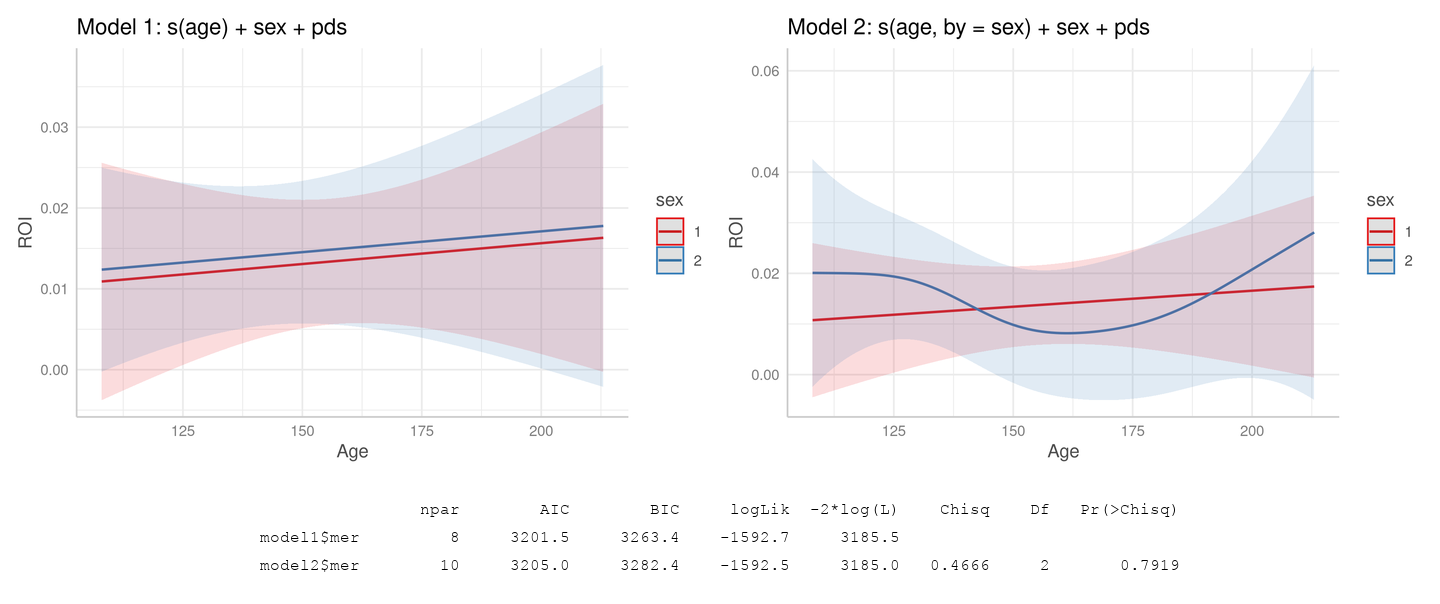 Model 1: s(age) + sex + pds
0.03
0.02
0.01
0.00
ROI
125 150 175 200
Age
sex
1
2
Model 2: s(age, by = sex) + sex + pds
0.06
0.04
0.02
0.00
ROI
125 150 175 200
Age
sex
1
2
npar AIC BIC logLik -2*log(L) Chisq Df Pr(>Chisq)
model1$mer 8 3201.5 3263.4 -1592.7 3185.5
model2$mer 10 3205.0 3282.4 -1592.5 3185.0 0.4666 2 0.7919